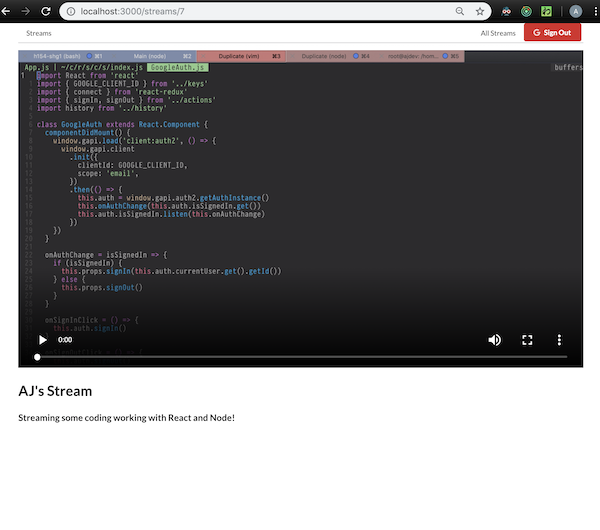 localhost:3000/streams/7
A
Streams
All Streams
G Sign Out
ht84-shg1 (bash) ⌘1
Main (node) ⌘2
Duplicate (vim) ⌘3
Duplicate (node) ⌘4
⌘5
App.js | ~/c/r/s/c/s/index.js GoogleAuth.js
buffers
1 import React from 'react'
import { GOOGLE_CLIENT_ID } from '../keys'
import { connect } from 'react-redux'
import { signIn, signOut } from '../actions'
import history from '../history'
class GoogleAuth extends React.Component {
componentDidMount() {
window.gapi.load('client:auth2', () => {
window.gapi.client
.init({
clientId: GOOGLE_CLIENT_ID,
scope: 'email',
})
.then(() => {
this.auth = window.gapi.auth2.getAuthInstance()
this.onAuthChange(this.auth.isSignedIn.get())
this.auth.isSignedIn.listen(this.onAuthChange)
})
})
}
onAuthChange = isSignedIn => {
if (isSignedIn) {
this.props.signIn(this.auth.currentUser.get().getId())
} else {
this.props.signOut()
}
}
onSignInClick = () => {
this.auth.signIn()
0:00
AJ's Stream
Streaming some coding working with React and Node!